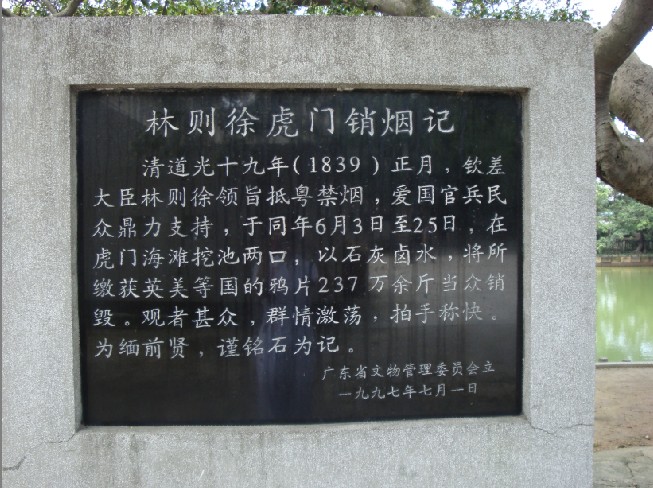 林则徐虎门销烟记
清道光十九年(1839)正月，钦差
大臣林则徐领旨抵粤禁烟，爱国官兵民
众鼎力支持，于同年6月3日至25日，在
虎门海滩挖池两口，以石灰卤水，将所
缴获英美等国的鸦片237万余斤当众销
毁。观者甚众，群情激荡，拍手称快。
为缅前贤，谨铭石为记。
广东省文物管理委员会立
一九九七年七月一日